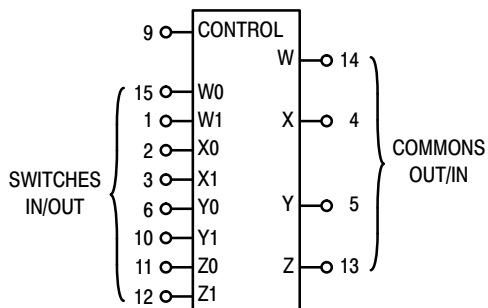 9 CONTROL
W 14
15 W0
1 W1
X 4
2 X0
3 X1
6 Y0
Y 5
10 Y1
11 Z0
Z 13
12 Z1
SWITCHES
IN/OUT
COMMONS
OUT/IN